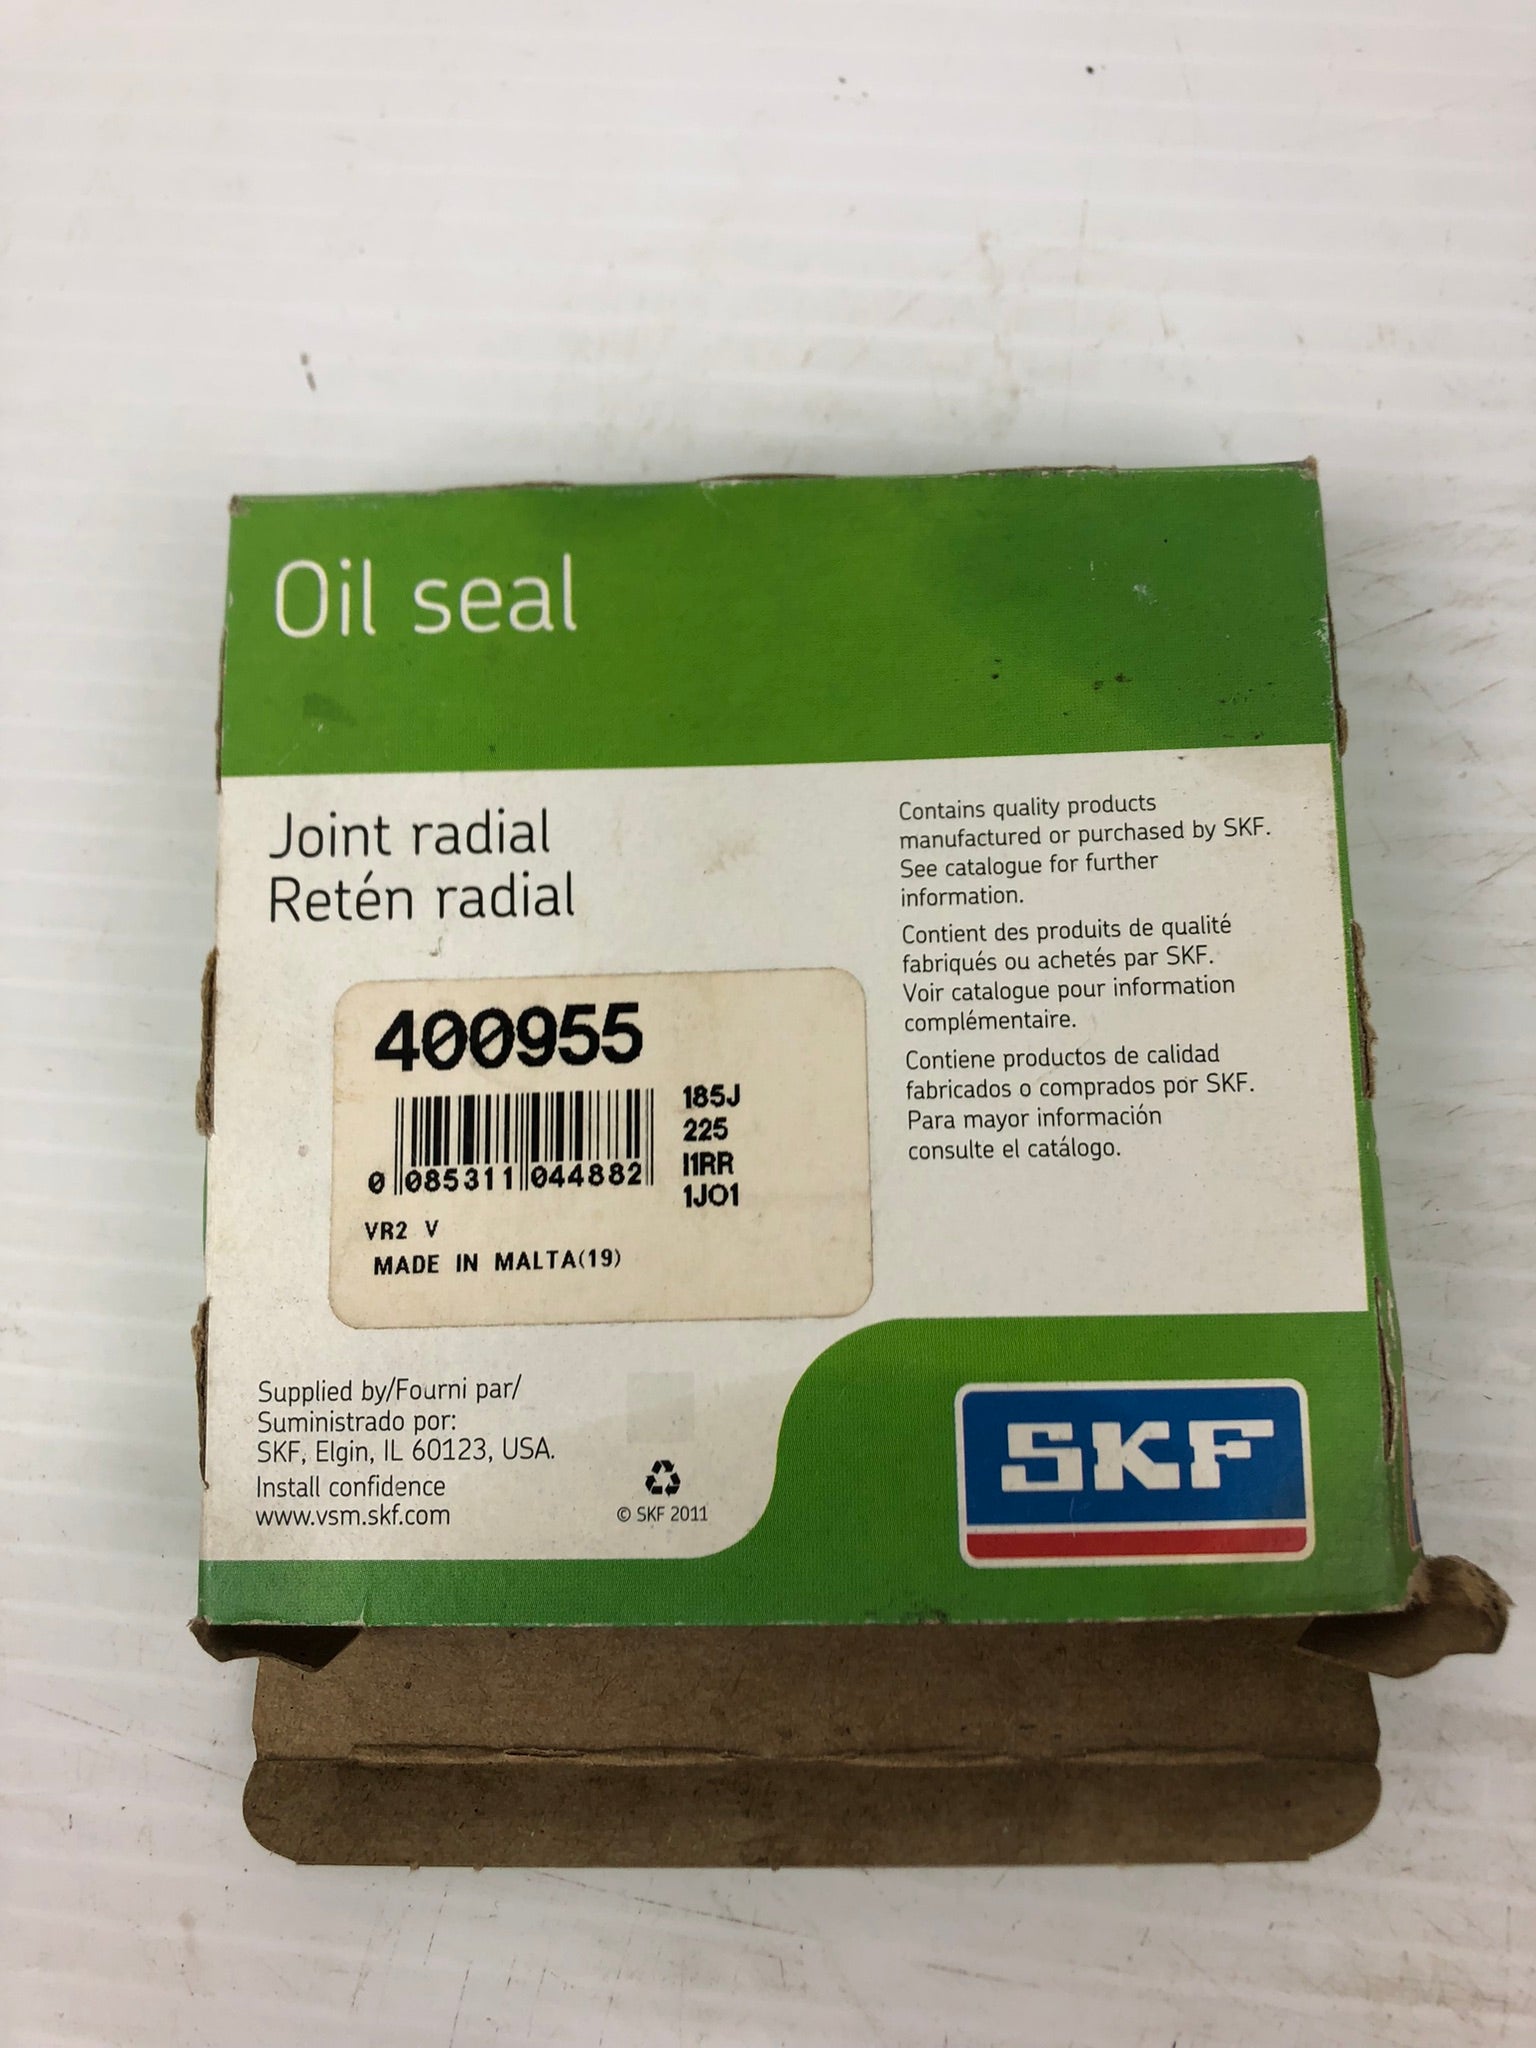 Oil seal
Joint radial
Retén radial
400955
0 085311 044882
185J
225
I1RR
1JO1
VR2 V
MADE IN MALTA(19)
Contains quality products
manufactured or purchased by SKF.
See catalogue for further
information.
Contient des produits de qualité
fabriqués ou achetés par SKF.
Voir catalogue pour information
complémentaire.
Contiene productos de calidad
fabricados o comprados por SKF.
Para mayor información
consulte el catálogo.
Supplied by/Fourni par/
Suministrado por:
SKF, Elgin, IL 60123, USA.
Install confidence
www.vsm.skf.com
© SKF 2011
SKF